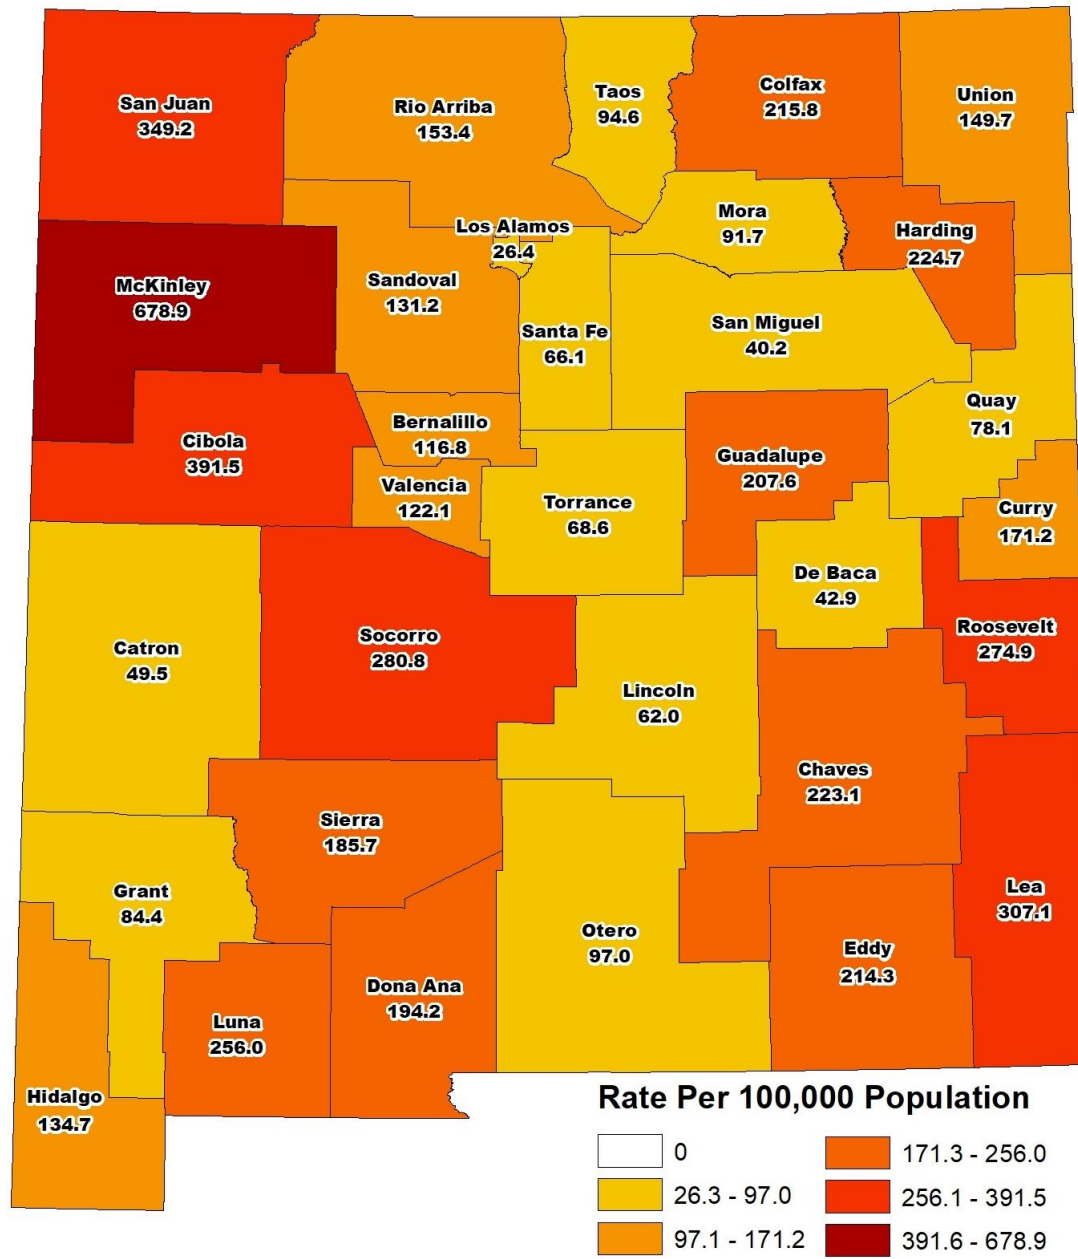 San Juan
349.2
Rio Arriba
153.4
Taos
94.6
Colfax
215.8
Union
149.7
McKinley
678.9
Sandoval
131.2
Los Alamos
26.4
Santa Fe
66.1
Mora
91.7
Harding
224.7
San Miguel
40.2
Quay
78.1
Cibola
391.5
Bernalillo
116.8
Valencia
122.1
Torrance
68.6
Guadalupe
207.6
Curry
171.2
De Baca
42.9
Roosevelt
274.9
Catron
49.5
Socorro
280.8
Lincoln
62.0
Chaves
223.1
Sierra
185.7
Grant
84.4
Otero
97.0
Lea
307.1
Eddy
214.3
Dona Ana
194.2
Luna
256.0
Hidalgo
134.7
Rate Per 100,000 Population
0
26.3 - 97.0
97.1 - 171.2
171.3 - 256.0
256.1 - 391.5
391.6 - 678.9